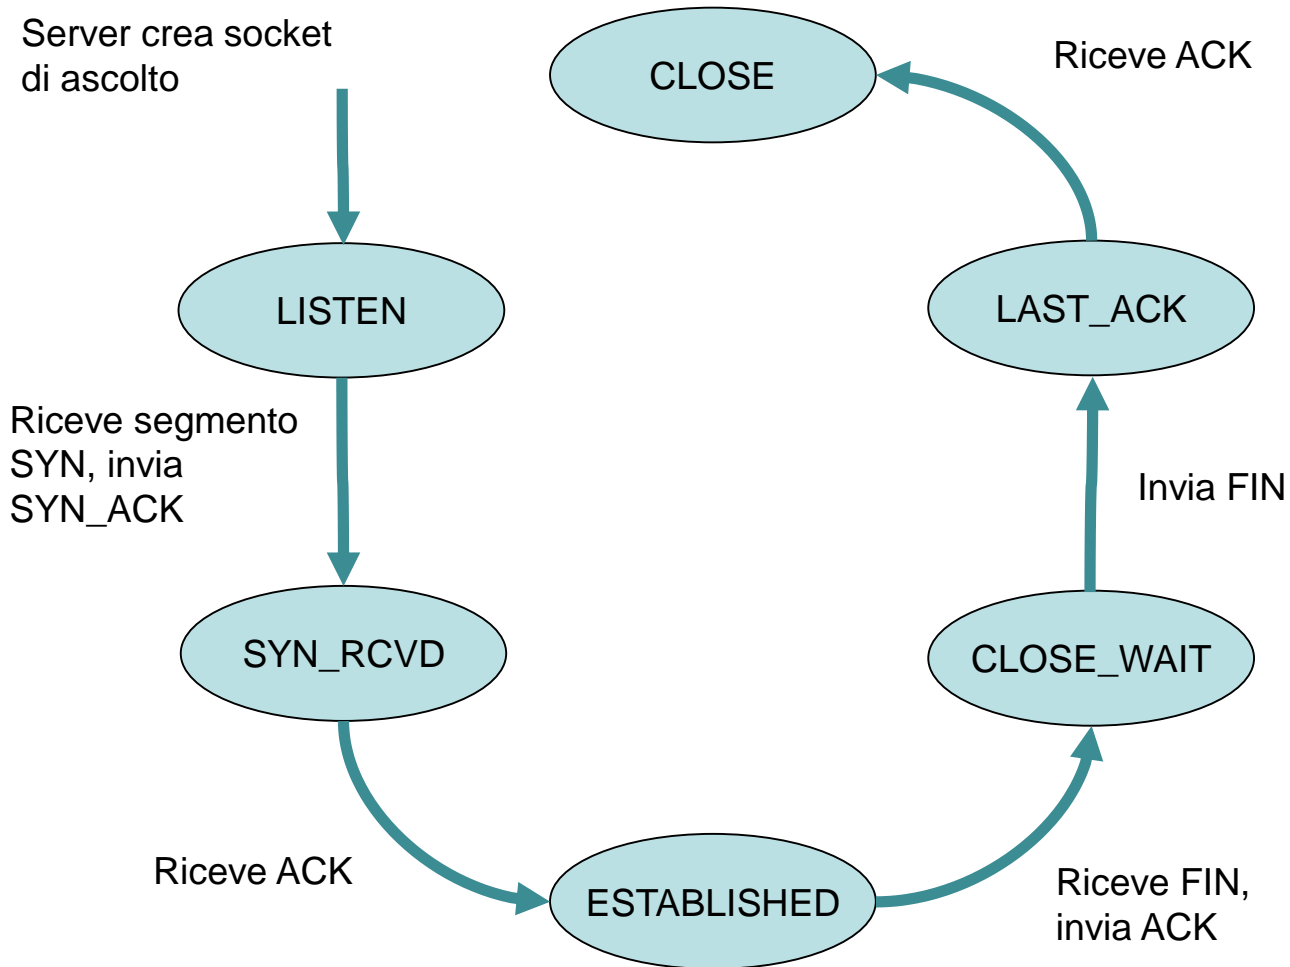 Server crea socket
di ascolto
CLOSE
Riceve ACK
LISTEN
LAST_ACK
Riceve segmento
SYN, invia
SYN_ACK
Invia FIN
SYN_RCVD
CLOSE_WAIT
Riceve ACK
ESTABLISHED
Riceve FIN,
invia ACK